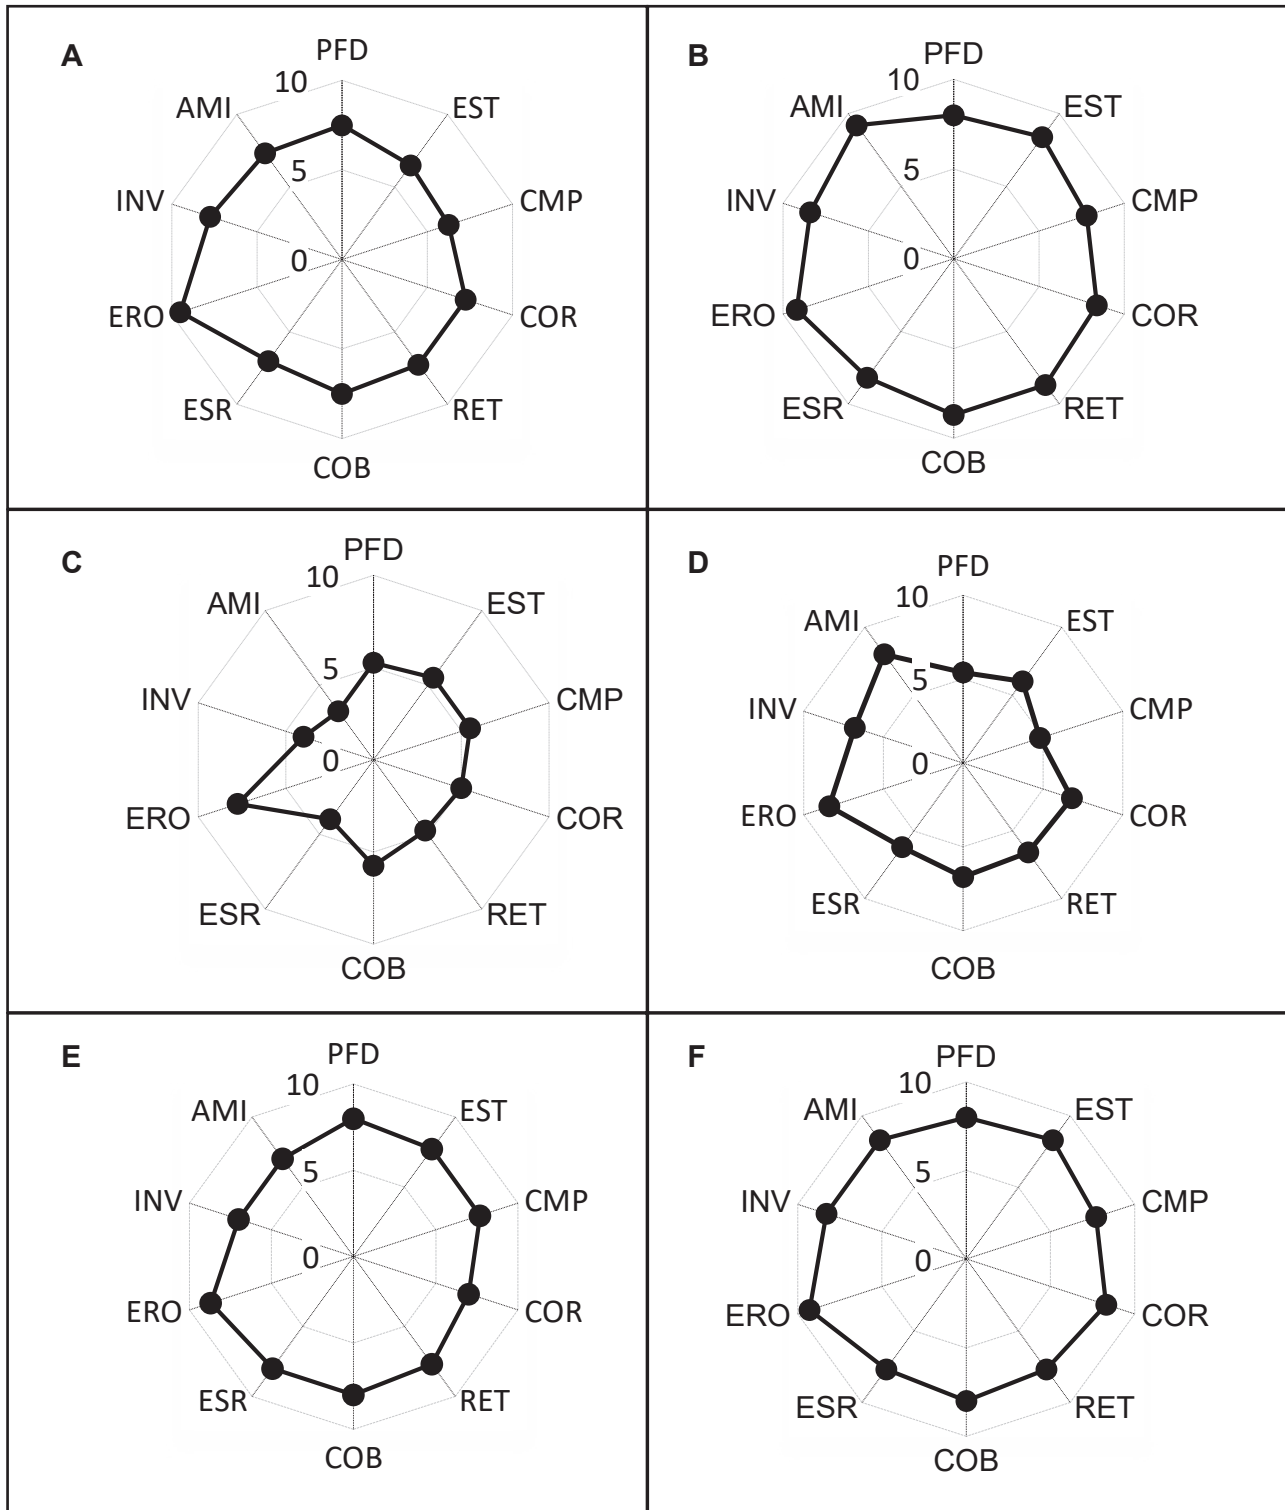 A
PFD
10
AMI
EST
5
INV
CMP
0
ERO
COR
ESR
RET
COB
B
PFD
10
AMI
EST
5
INV
CMP
0
ERO
COR
ESR
RET
COB
C
PFD
10
AMI
EST
5
INV
CMP
0
ERO
COR
ESR
RET
COB
D
PFD
10
AMI
EST
5
INV
CMP
0
ERO
COR
ESR
RET
COB
E
PFD
10
AMI
EST
5
INV
CMP
0
ERO
COR
ESR
RET
COB
F
PFD
10
AMI
EST
5
INV
CMP
0
ERO
COR
ESR
RET
COB